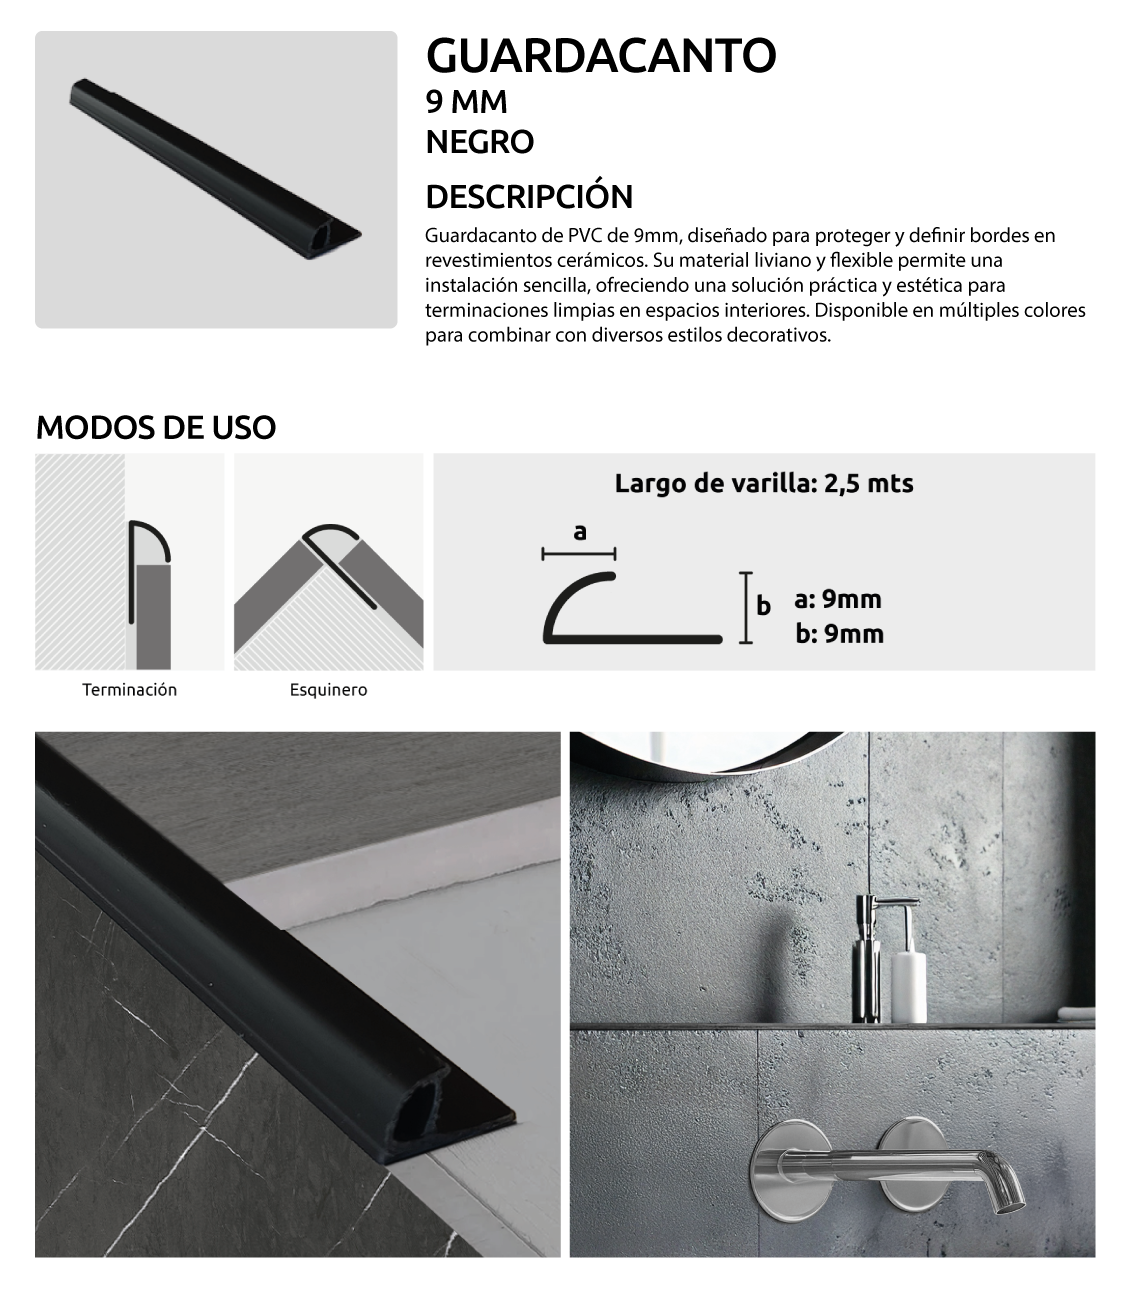 GUARDACANTO
9 MM
NEGRO
DESCRIPCIÓN
Guardacanto de PVC de 9mm, diseñado para proteger y definir bordes en
revestimientos cerámicos. Su material liviano y flexible permite una
instalación sencilla, ofreciendo una solución práctica y estética para
terminaciones limpias en espacios interiores. Disponible en múltiples colores
para combinar con diversos estilos decorativos.
MODOS DE USO
Terminación
Esquinero
Largo de varilla: 2,5 mts
a
b
a: 9mm
b: 9mm